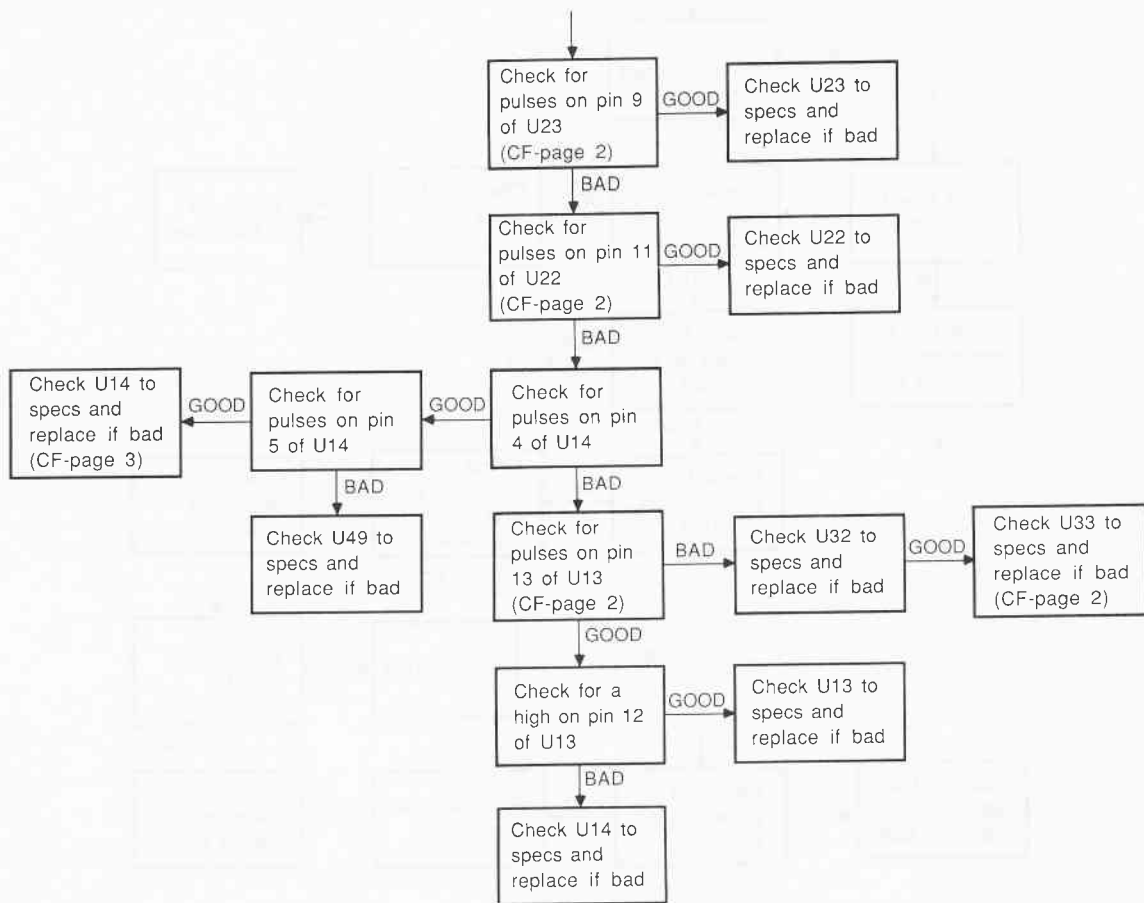 Check for
pulses on pin 9
of U23
(CF-page 2)
GOOD
Check U23 to
specs and
replace if bad
BAD
Check for
pulses on pin 11
of U22
(CF-page 2)
GOOD
Check U22 to
specs and
replace if bad
BAD
Check U14 to
specs and
replace if bad
(CF-page 3)
GOOD
Check for
pulses on pin
5 of U14
GOOD
Check for
pulses on pin
4 of U14
BAD
Check U49 to
specs and
replace if bad
BAD
Check for
pulses on pin
13 of U13
(CF-page 2)
BAD
Check U32 to
specs and
replace if bad
GOOD
Check U33 to
specs and
replace if bad
(CF-page 2)
GOOD
Check for a
high on pin 12
of U13
GOOD
Check U13 to
specs and
replace if bad
BAD
Check U14 to
specs and
replace if bad